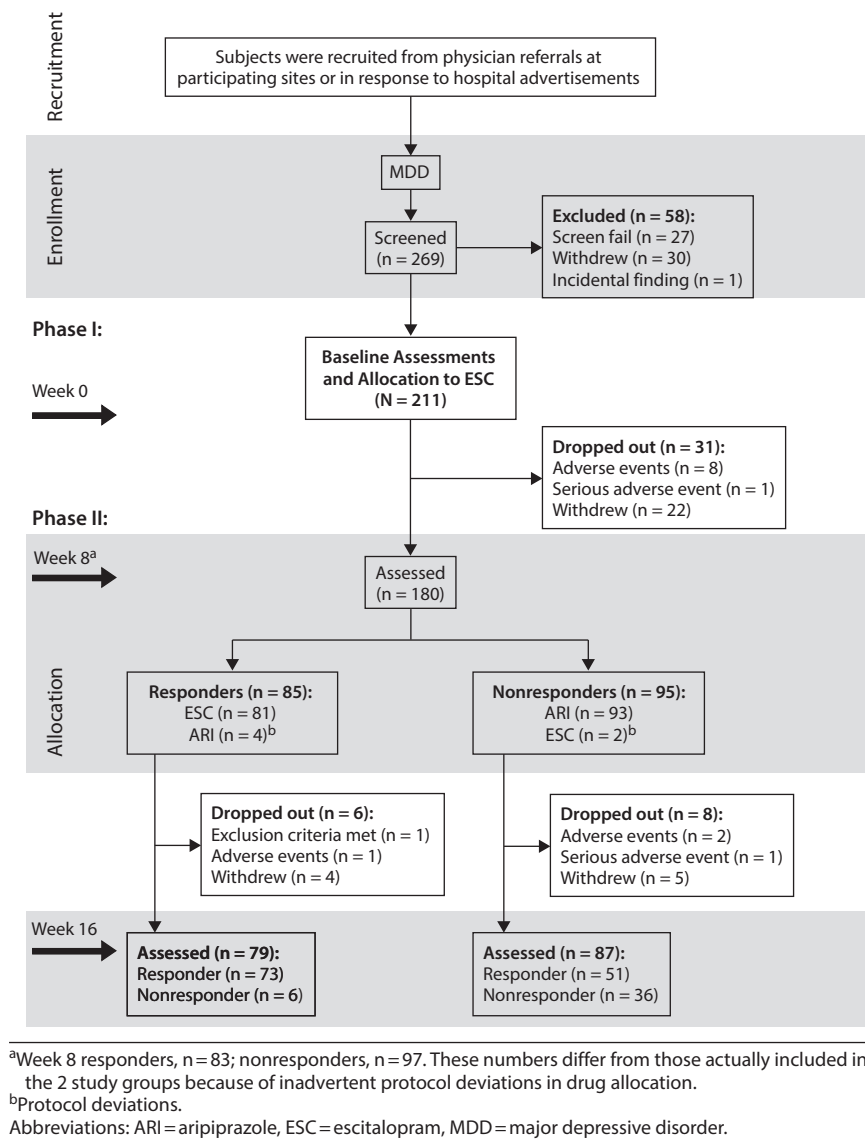 Recruitment
Subjects were recruited from physician referrals at
participating sites or in response to hospital advertisements
Enrollment
MDD
Screened
(n = 269)
Excluded (n = 58):
Screen fail (n = 27)
Withdrew (n = 30)
Incidental finding (n = 1)
Phase I:
Week 0
Baseline Assessments
and Allocation to ESC
(N = 211)
Dropped out (n = 31):
Adverse events (n = 8)
Serious adverse event (n = 1)
Withdrew (n = 22)
Phase II:
Week 8a
Assessed
(n = 180)
Allocation
Responders (n = 85):
ESC (n = 81)
ARI (n = 4)b
Nonresponders (n = 95):
ARI (n = 93)
ESC (n = 2)b
Dropped out (n = 6):
Exclusion criteria met (n = 1)
Adverse events (n = 1)
Withdrew (n = 4)
Dropped out (n = 8):
Adverse events (n = 2)
Serious adverse event (n = 1)
Withdrew (n = 5)
Week 16
Assessed (n = 79):
Responder (n = 73)
Nonresponder (n = 6)
Assessed (n = 87):
Responder (n = 51)
Nonresponder (n = 36)
aWeek 8 responders, n = 83; nonresponders, n = 97. These numbers differ from those actually included in
the 2 study groups because of inadvertent protocol deviations in drug allocation.
bProtocol deviations.
Abbreviations: ARI = aripiprazole, ESC = escitalopram, MDD = major depressive disorder.